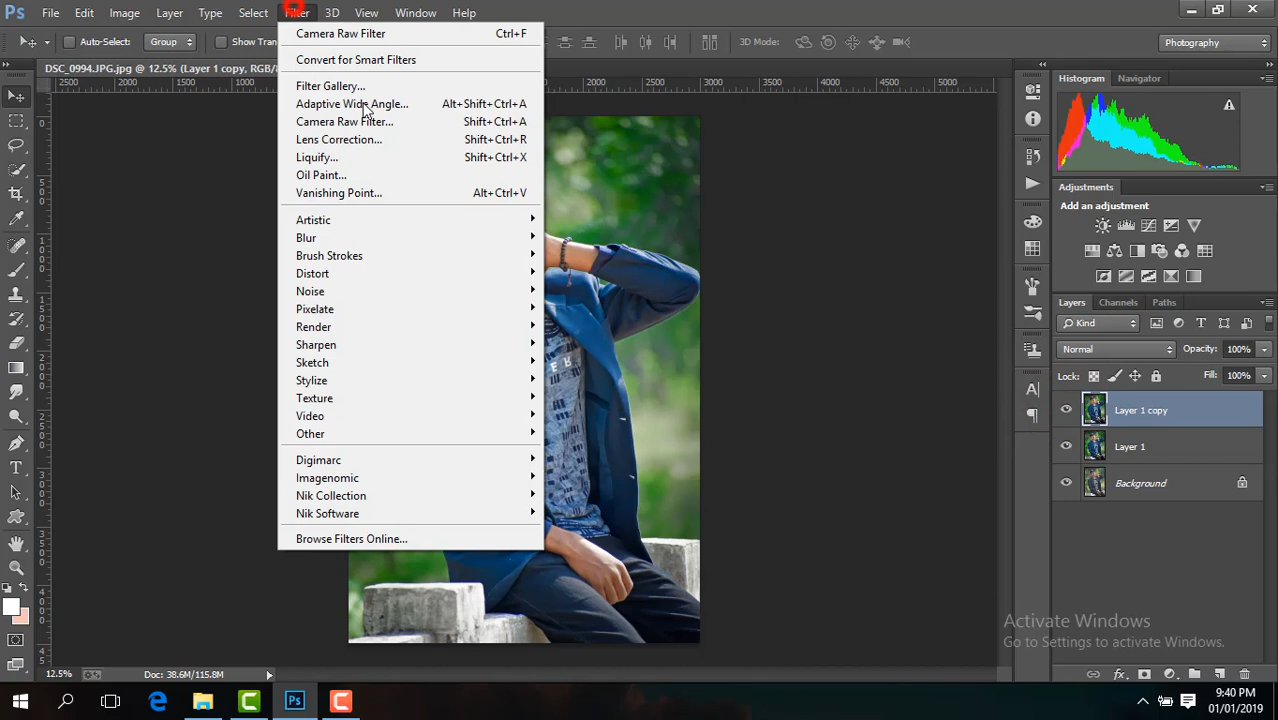 Ps File Edit Image Layer Type Select Filter 3D View Window Help
Auto-Select: Group Show Tran 3D Mode: Photography
DSC_0994.JPG.jpg @ 12.5% (Layer 1 copy, RGB/8
2500 2000 1000 2000 2500 3000 3500 4000 4500 5000
Camera Raw Filter Ctrl+F
Convert for Smart Filters
Filter Gallery...
Adaptive Wide Angle... Alt+Shift+Ctrl+A
Camera Raw Filter... Shift+Ctrl+A
Lens Correction... Shift+Ctrl+R
Liquify... Shift+Ctrl+X
Oil Paint...
Vanishing Point... Alt+Ctrl+V
Artistic
Blur
Brush Strokes
Distort
Noise
Pixelate
Render
Sharpen
Sketch
Stylize
Texture
Video
Other
Digimarc
Imagenomic
Nik Collection
Nik Software
Browse Filters Online...
Histogram Navigator
Adjustments
Add an adjustment
Layers Channels Paths
Kind
Normal Opacity: 100%
Lock: Fill: 100%
Layer 1 copy
Layer 1
Background
Activate Windows
Go to Settings to activate Windows.
12.5% Doc: 38.6M/115.8M
9:40 PM
01/01/2019